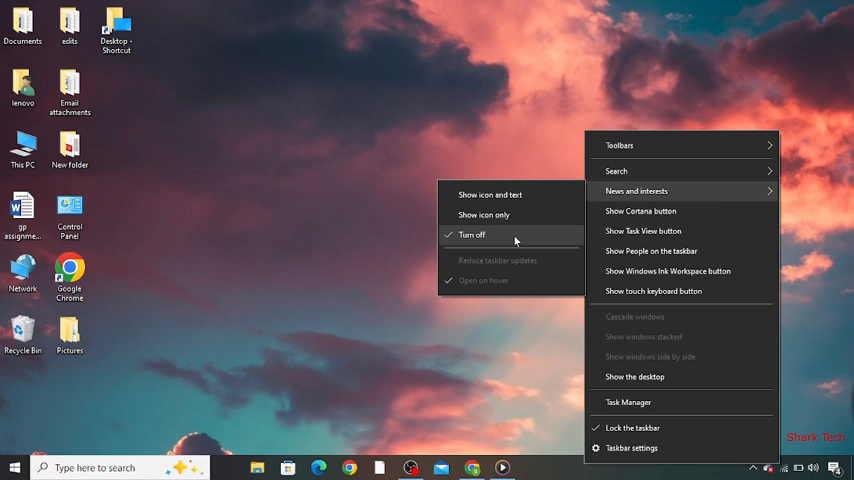 Documents
edits
Desktop -
Shortcut
lenovo
Email
attachments
This PC
New folder
gp
assignme...
Control
Panel
Network
Google
Chrome
Recycle Bin
Pictures
Show icon and text
Show icon only
Turn off
Reduce taskbar updates
Open on hover
Toolbars
Search
News and interests
Show Cortana button
Show Task View button
Show People on the taskbar
Show Windows Ink Workspace button
Show touch keyboard button
Cascade windows
Show windows stacked
Show windows side by side
Show the desktop
Task Manager
Lock the taskbar
Taskbar settings
Shark Tech
Type here to search
4